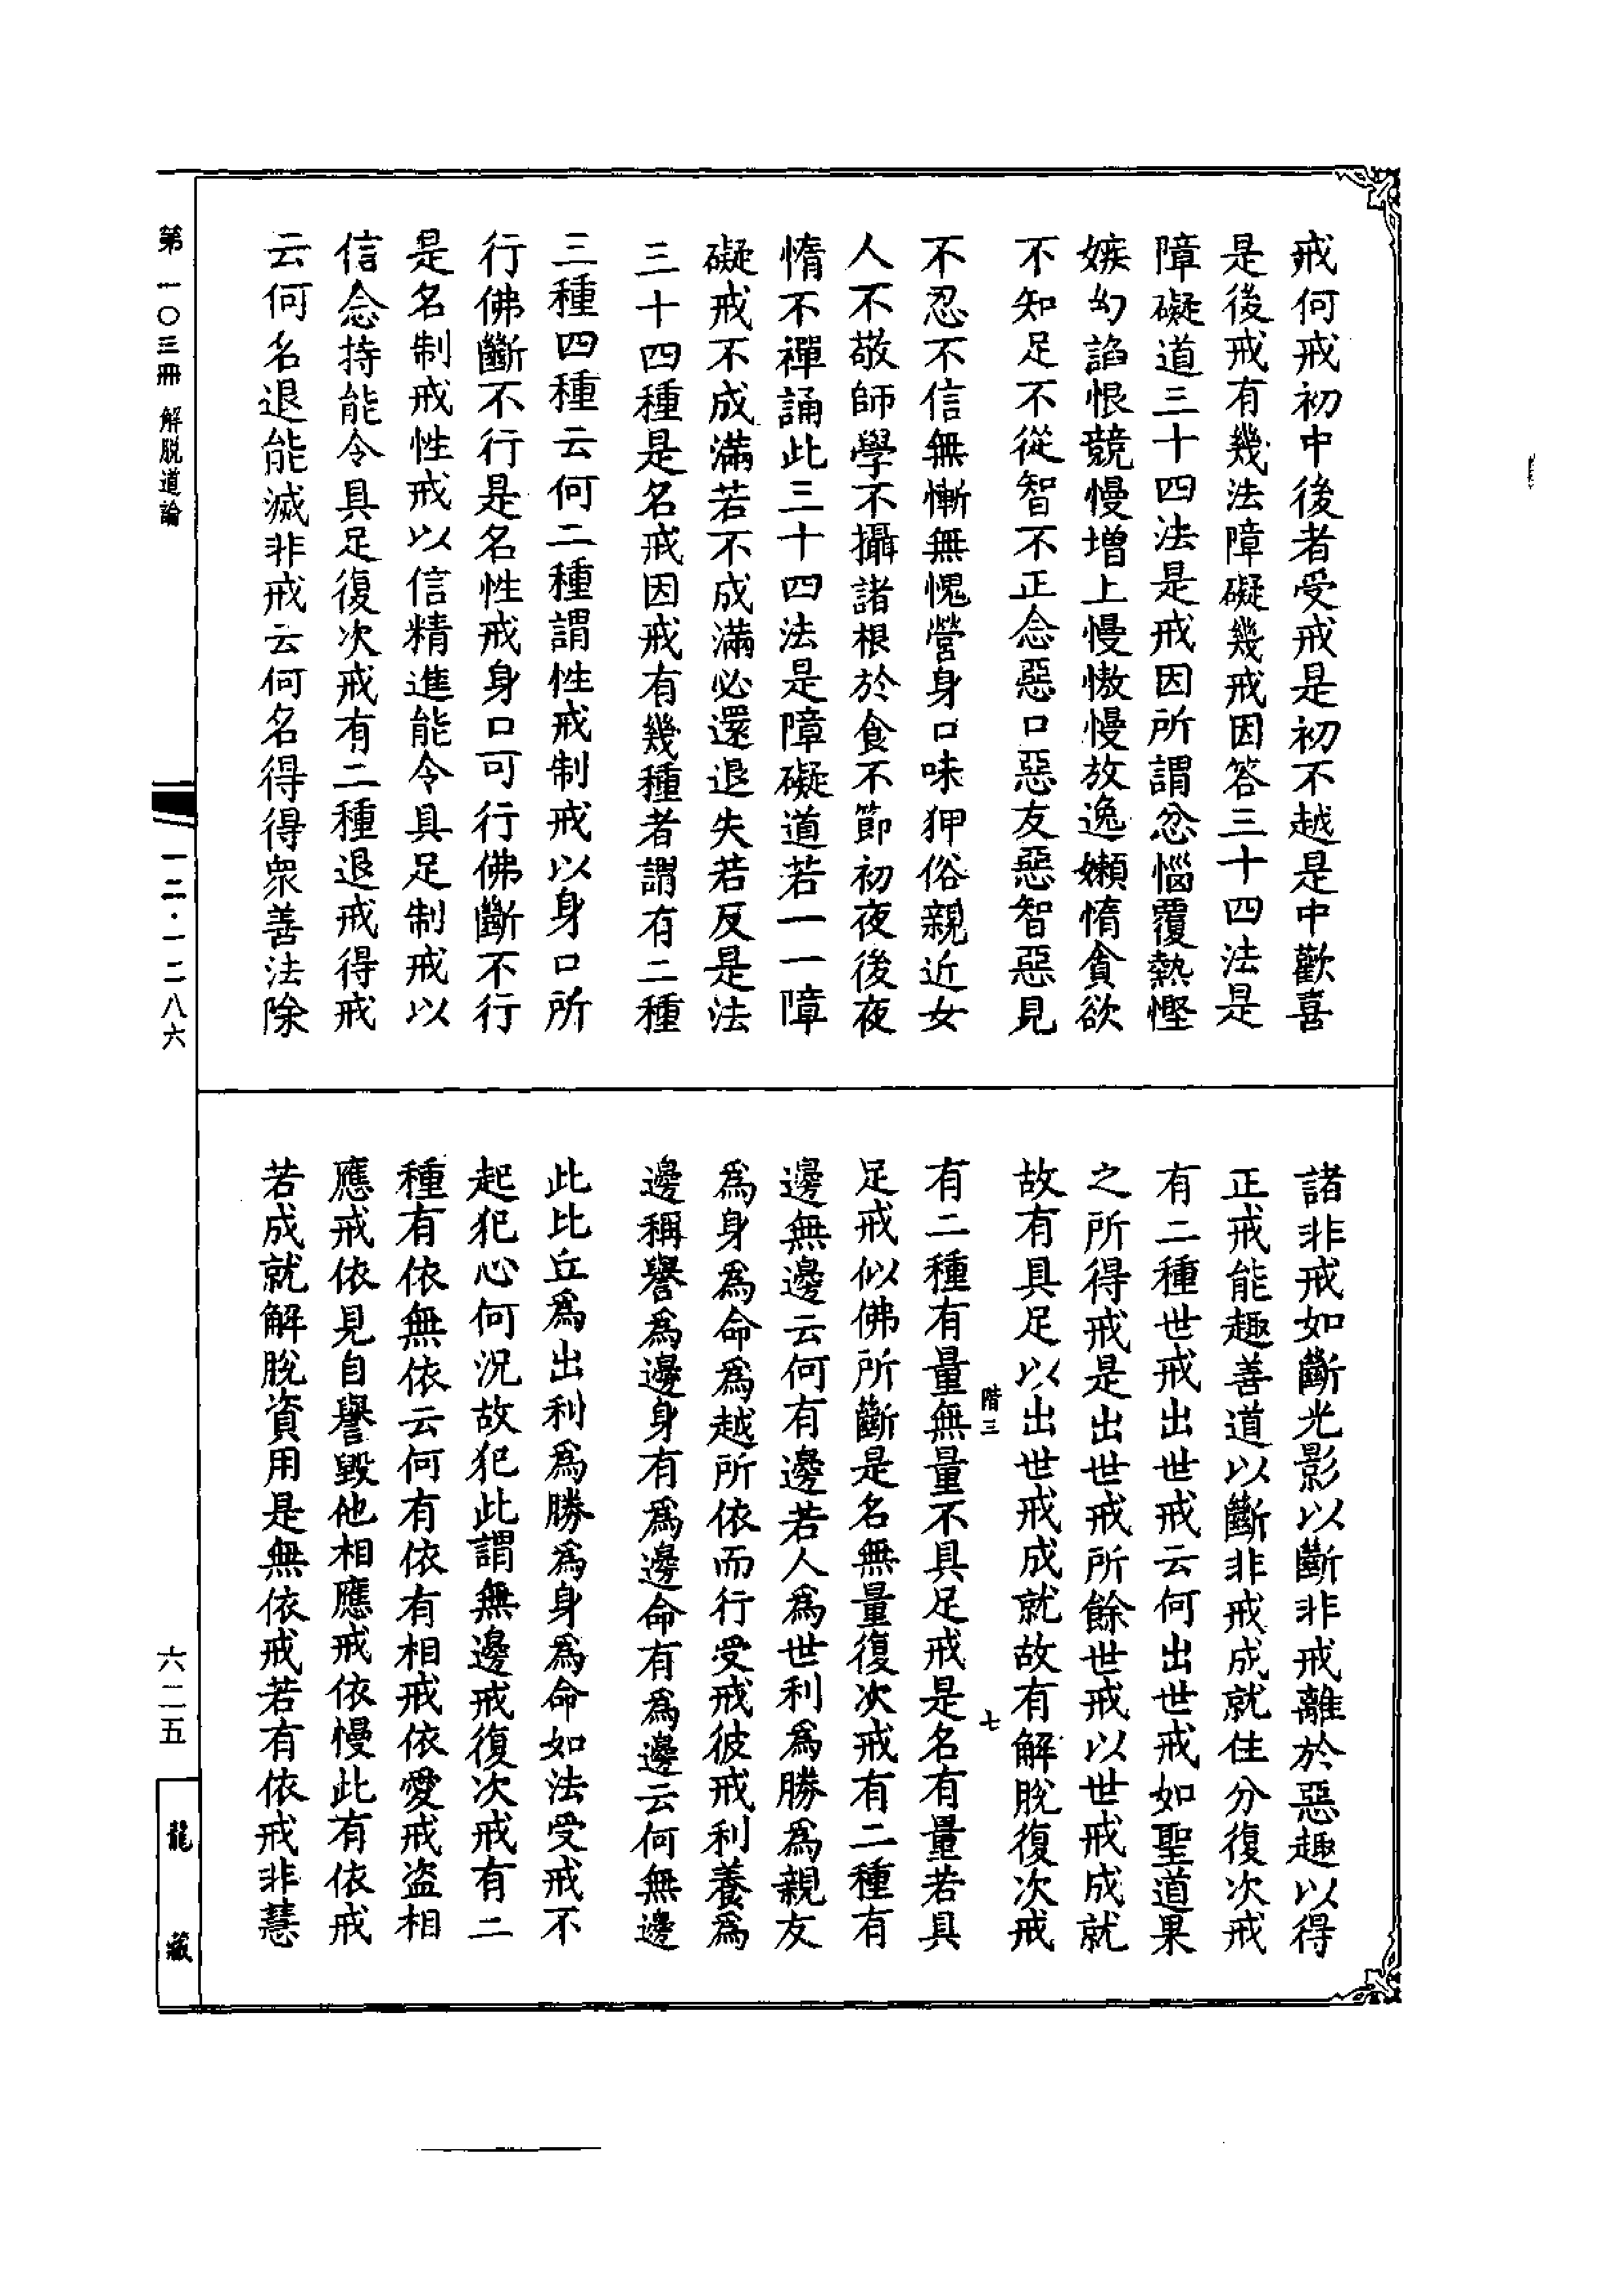 戒何戒初中後者受戒是初不越是中歡喜
是後戒有幾法障礙幾戒因答三十四法是
障礙道三十四法是戒因所謂忿惱覆熱慳
嫉幻諂恨競慢增上慢慠慢放逸嬾惰貪欲
不知足不從智不正念惡口惡友惡智惡見
不忍不信無慚無愧營身口味狎俗親近女
人不敬師學不攝諸根於食不節初夜後夜
惰不禪誦此三十四法是障礙道若一一障
礙戒不成滿若不成滿必還退失若反是法
三十四種是名戒因戒有幾種者謂有二種
三種四種云何二種謂性戒制戒以身口所
行佛斷不行是名性戒身口可行佛斷不行
是名制戒性戒以信精進能令具足制戒以
信念持能令具足復次戒有二種退戒得戒
云何名退能滅非戒云何名得得眾善法除
諸非戒如斷光影以斷非戒離於惡趣以得
正戒能趣善道以斷非戒成就住分復次戒
有二種世戒出世戒云何出世戒如聖道果
之所得戒是出世戒所餘世戒以世戒成就
故有具足以出世戒成就故有解脫復次戒
階三 七
有二種有量無量不具足戒是名有量若具
足戒似佛所斷是名無量復次戒有二種有
邊無邊云何有邊若人為世利為勝為親友
為身為命為越所依而行受戒彼戒利養為
邊稱譽為邊身有為邊命有為邊云何無邊
此比丘為出利為勝為身為命如法受戒不
起犯心何況故犯此謂無邊戒復次戒有二
種有依無依云何有依有相戒依愛戒盜相
應戒依見自譽毀他相應戒依慢此有依戒
若成就解脫資用是無依戒若有依戒非慧
第一〇三冊 解脫道論
一二·一二八六
六二五
龍藏